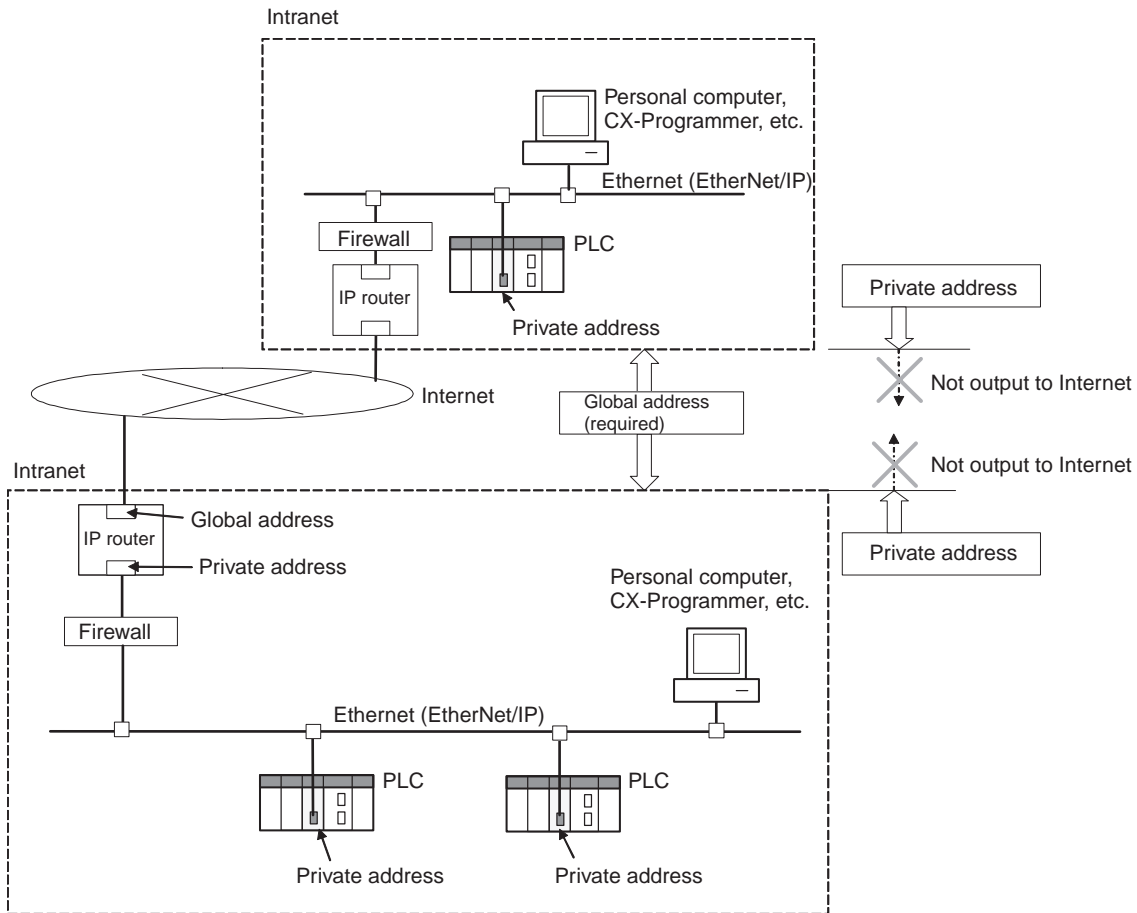 Intranet
Personal computer,
CX-Programmer, etc.
Ethernet (EtherNet/IP)
Firewall
PLC
IP router
Private address
Private address
Internet
Global address
(required)
Not output to Internet
Not output to Internet
Private address
Intranet
Global address
IP router
Private address
Personal computer,
CX-Programmer, etc.
Firewall
Ethernet (EtherNet/IP)
PLC
PLC
Private address
Private address